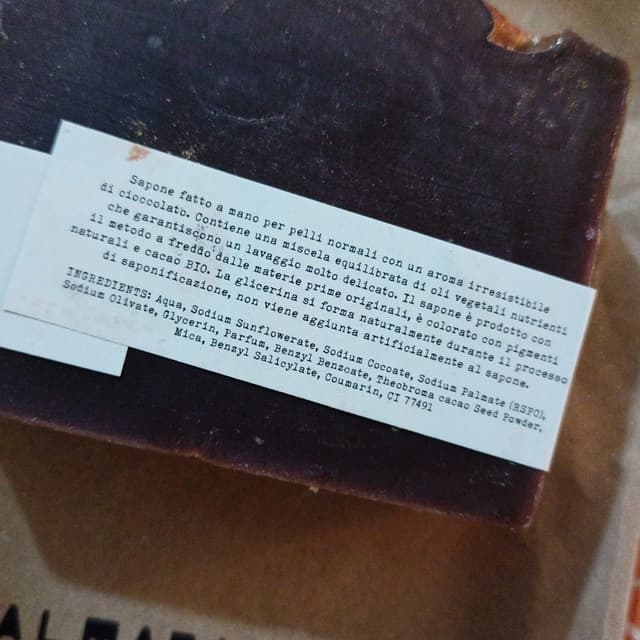 Sapone fatto a mano per pelli normali con un aroma irresistibile
di cioccolato. Contiene una miscela equilibrata di oli vegetali nutrienti
che garantiscono un lavaggio molto delicato. Il sapone è prodotto con
il metodo a freddo dalle materie prime originali, è colorato con pigmenti
naturali e cacao BIO. La glicerina si forma naturalmente durante il processo
di saponificazione, non viene aggiunta artificialmente al sapone.
INGREDIENTS: Aqua, Sodium Sunflowerate, Sodium Cocoate, Sodium Palmate (RSPO),
Sodium Olivate, Glycerin, Parfum, Benzyl Benzoate, Theobroma cacao Seed Powder,
Mica, Benzyl Salicylate, Coumarin, CI 77491